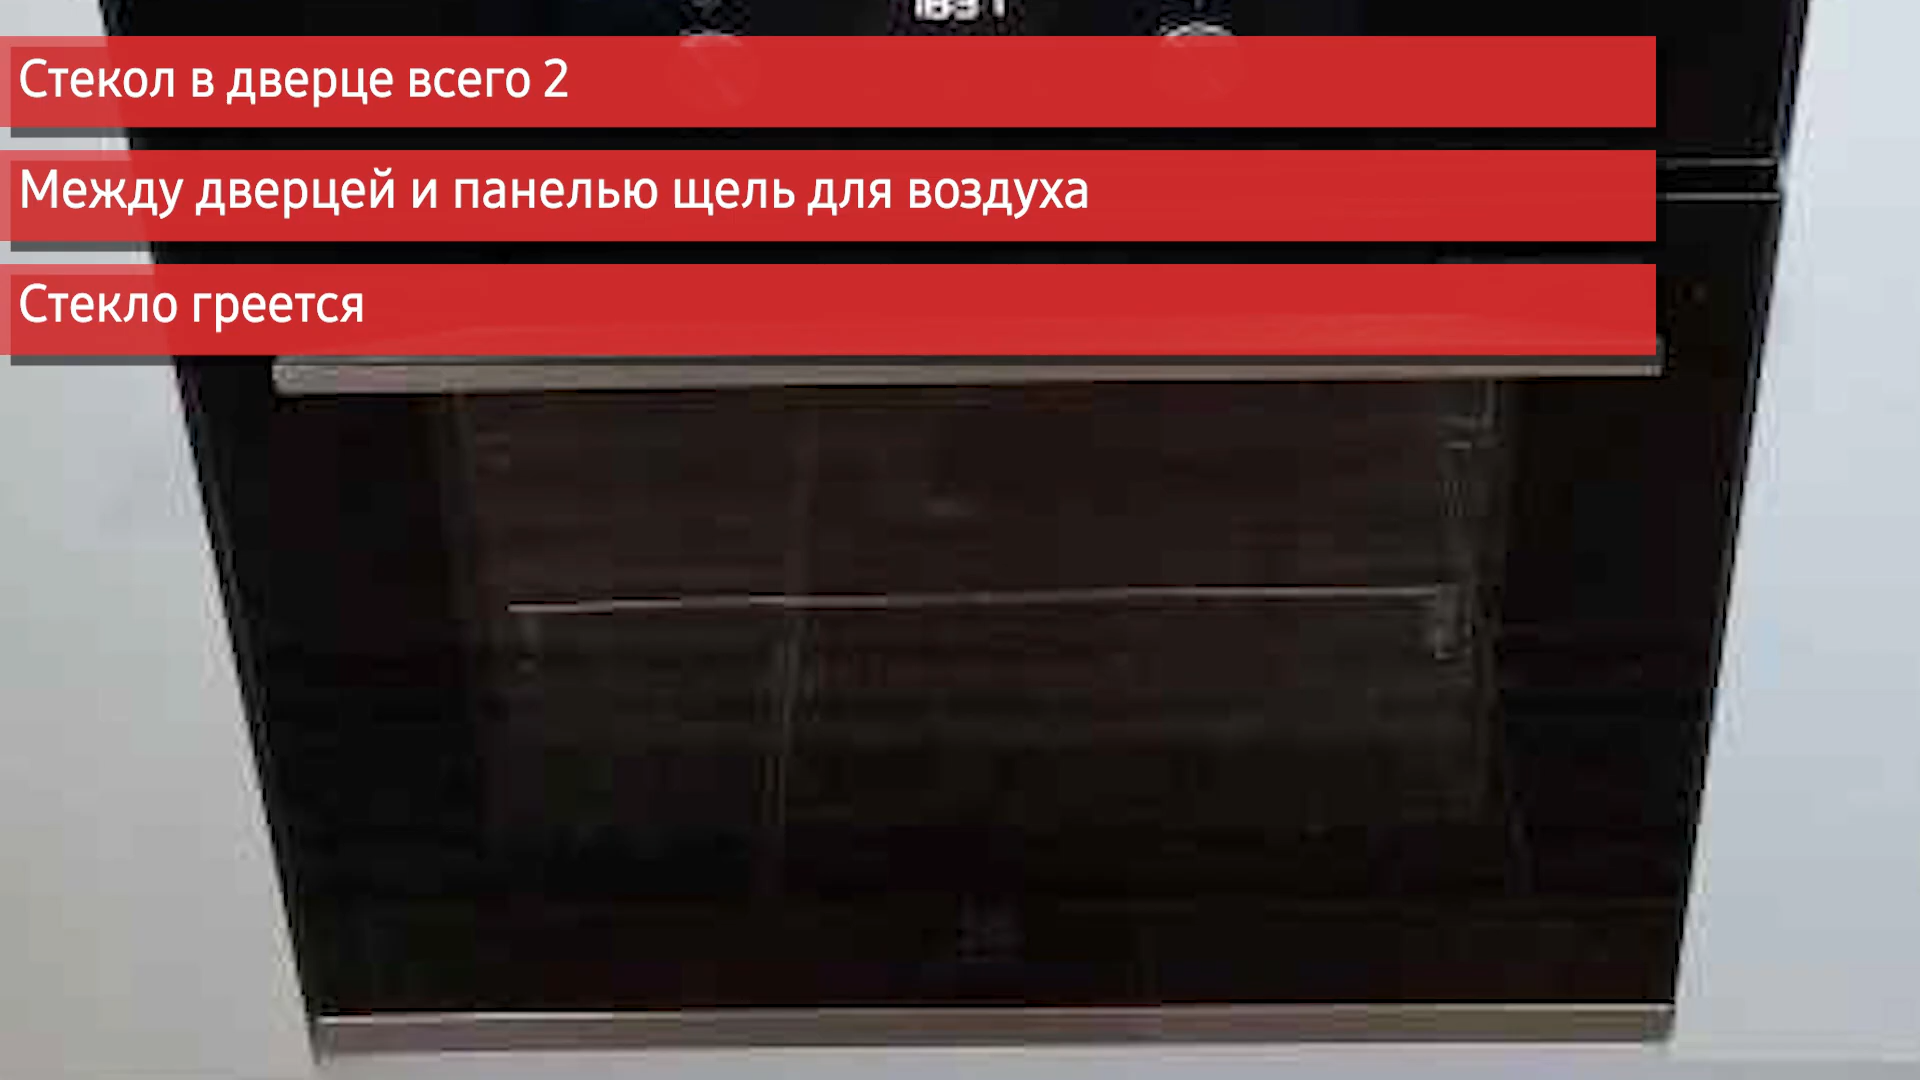 Стекол в дверце всего 2
Между дверцей и панелью щель для воздуха
Стекло греется